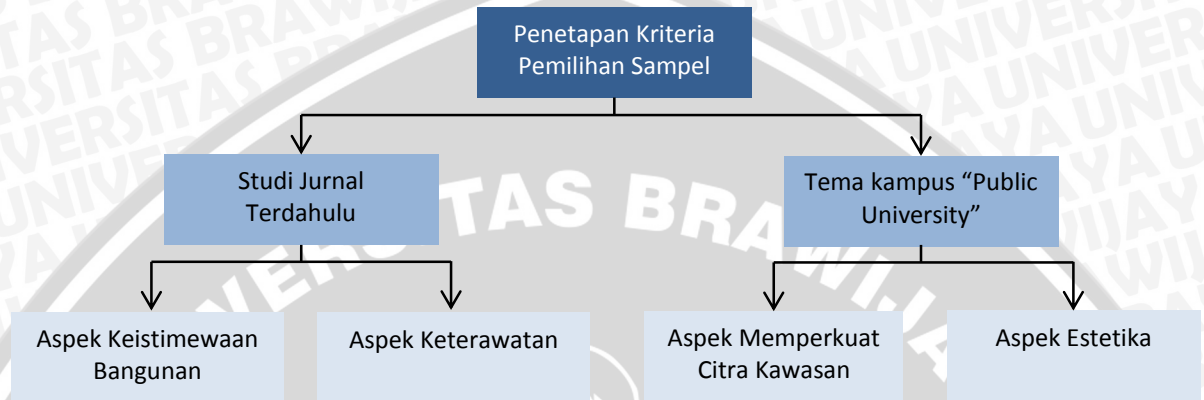 Penetapan Kriteria
Pemilihan Sampel
Studi Jurnal
Terdahulu
Tema kampus “Public
University”
Aspek Keistimewaan
Bangunan
Aspek Keterawatan
Aspek Memperkuat
Citra Kawasan
Aspek Estetika